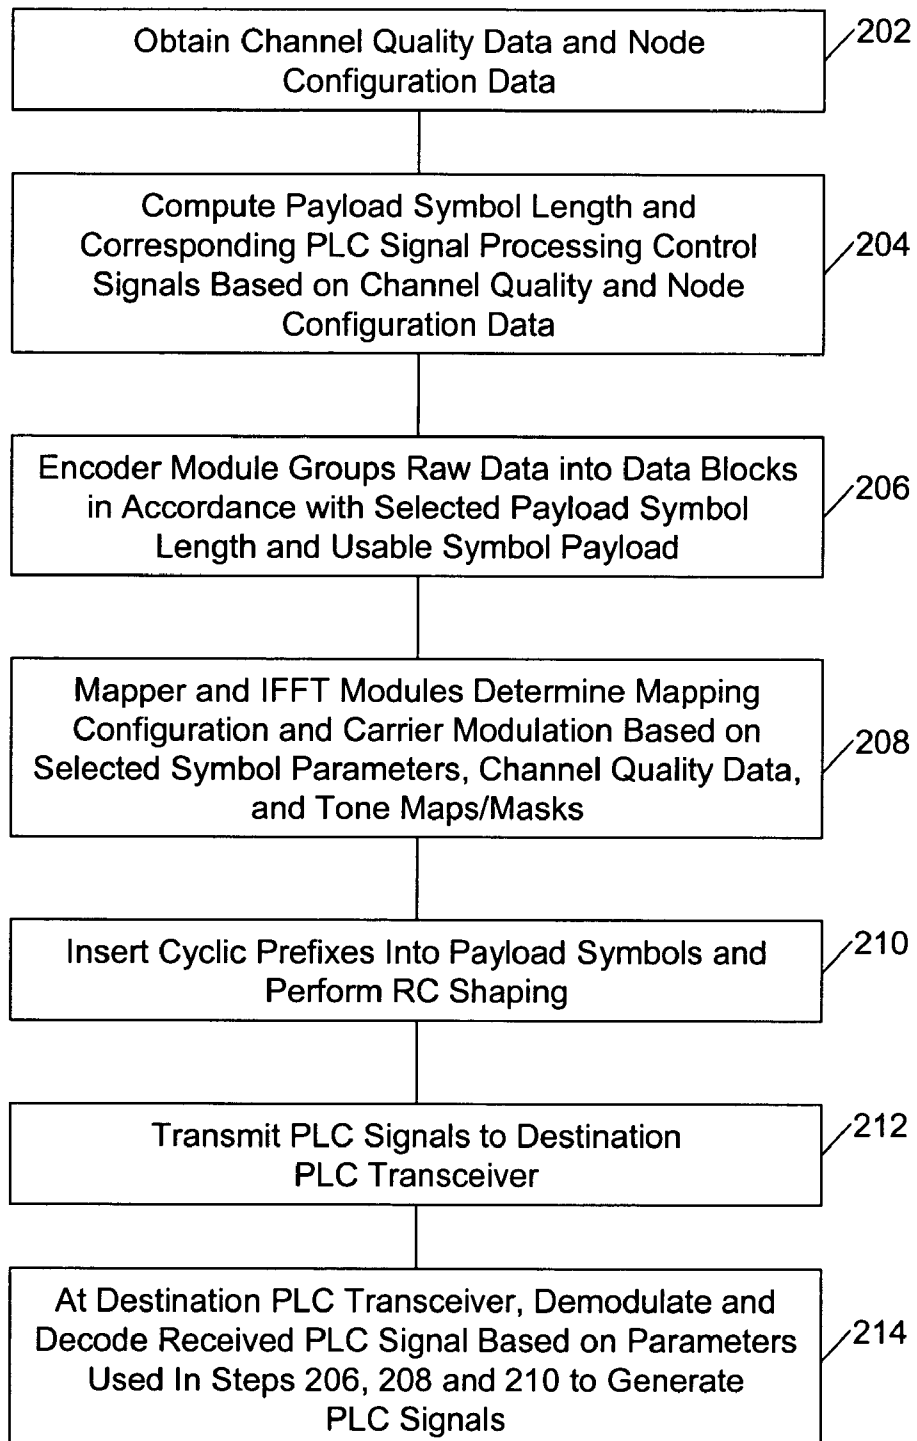 Obtain Channel Quality Data and Node
Configuration Data
202
Compute Payload Symbol Length and
Corresponding PLC Signal Processing Control
Signals Based on Channel Quality and Node
Configuration Data
204
Encoder Module Groups Raw Data into Data Blocks
in Accordance with Selected Payload Symbol
Length and Usable Symbol Payload
206
Mapper and IFFT Modules Determine Mapping
Configuration and Carrier Modulation Based on
Selected Symbol Parameters, Channel Quality Data,
and Tone Maps/Masks
208
Insert Cyclic Prefixes Into Payload Symbols and
Perform RC Shaping
210
Transmit PLC Signals to Destination
PLC Transceiver
212
At Destination PLC Transceiver, Demodulate and
Decode Received PLC Signal Based on Parameters
Used In Steps 206, 208 and 210 to Generate
PLC Signals
214